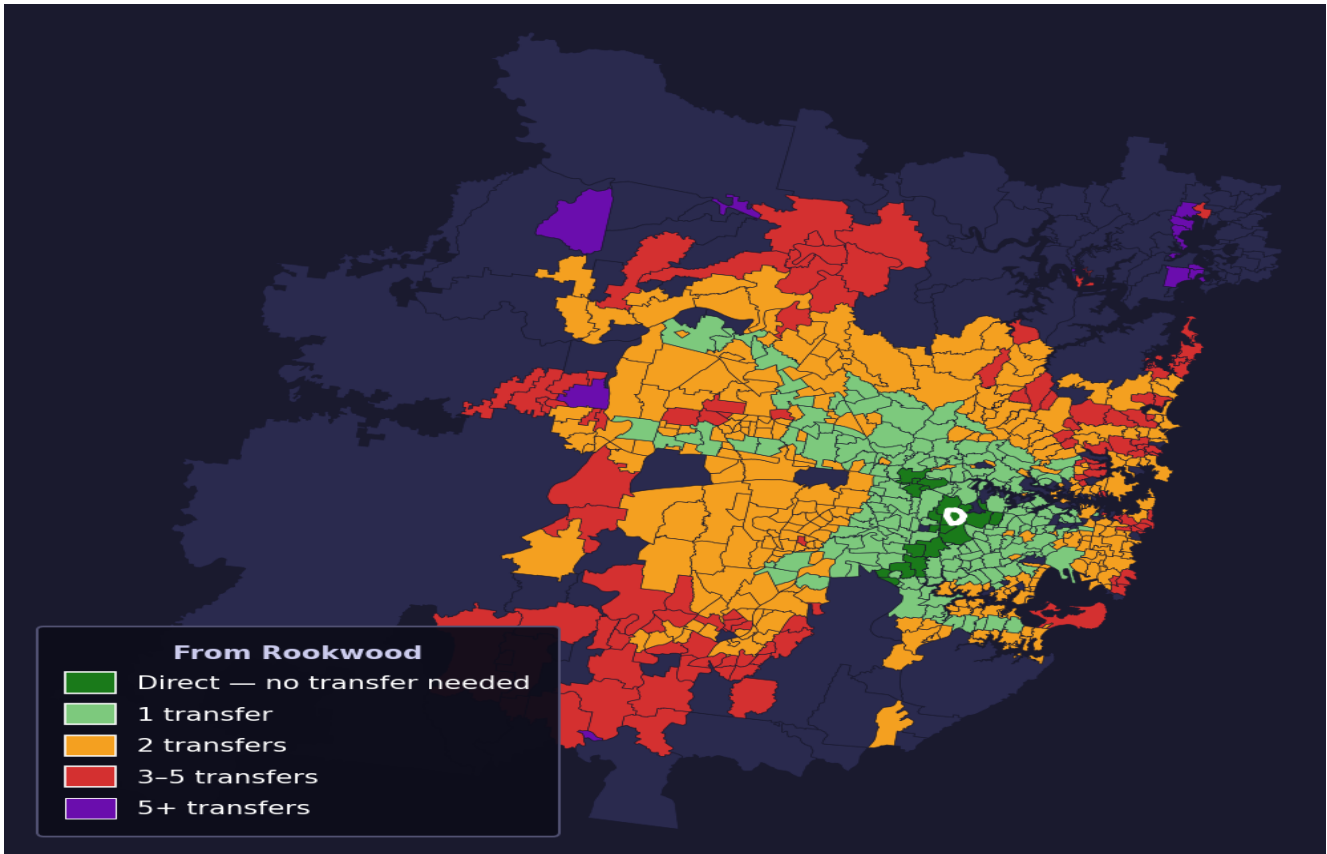 From Rookwood
Direct — no transfer needed
1 transfer
2 transfers
3–5 transfers
5+ transfers